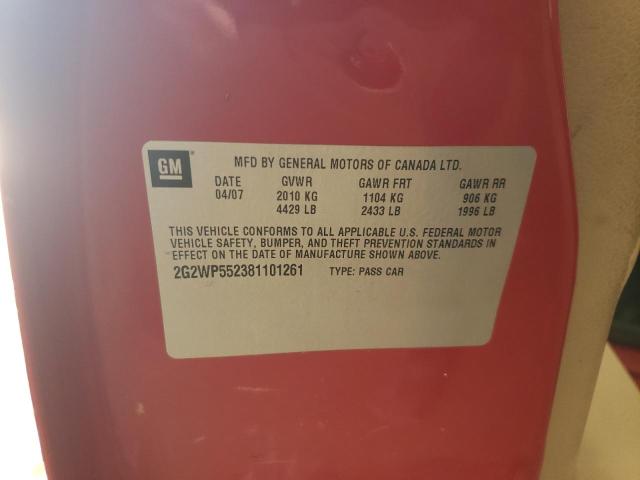 GM MFD BY GENERAL MOTORS OF CANADA LTD.
DATE GVWR GAWR FRT GAWR RR
04/07 2010 KG 1104 KG 906 KG
4429 LB 2433 LB 1996 LB
THIS VEHICLE CONFORMS TO ALL APPLICABLE U.S. FEDERAL MOTOR
VEHICLE SAFETY, BUMPER, AND THEFT PREVENTION STANDARDS IN
EFFECT ON THE DATE OF MANUFACTURE SHOWN ABOVE.
2G2WP552381101261 TYPE: PASS CAR